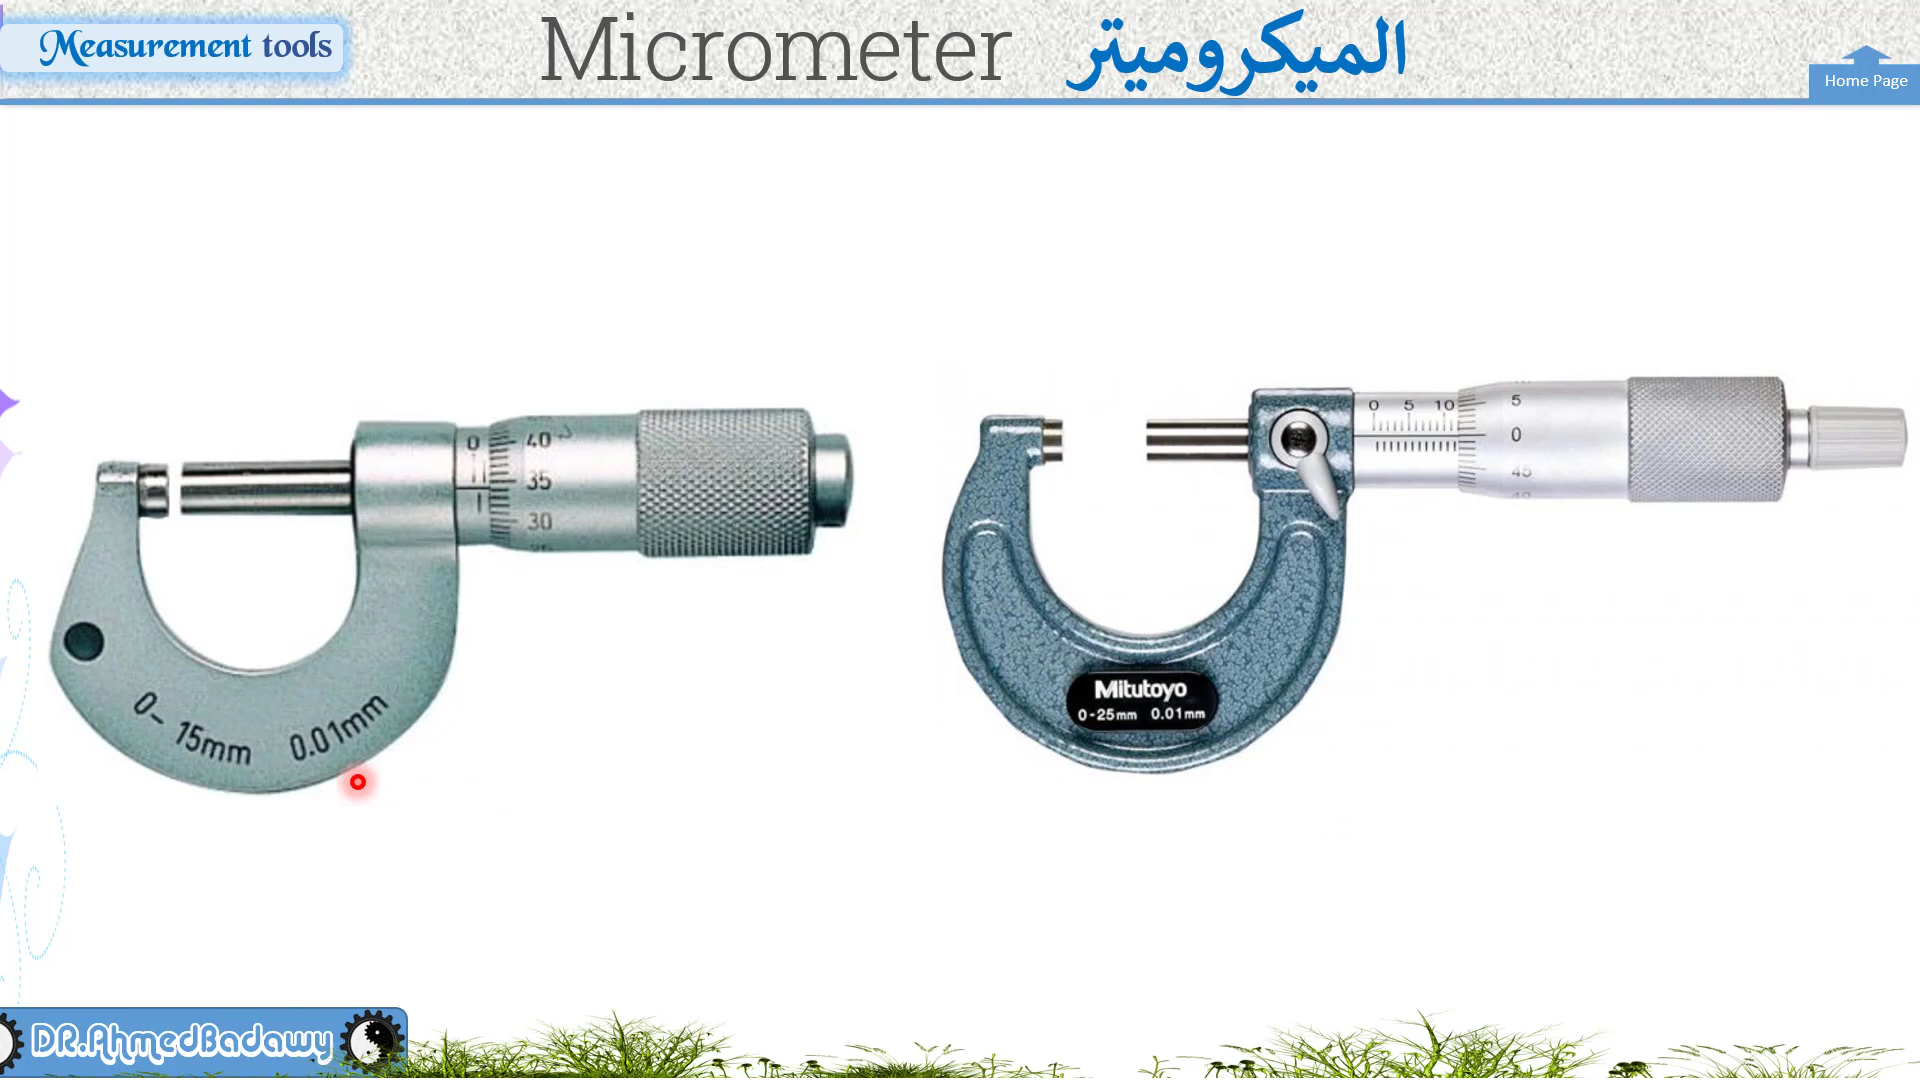 Measurement tools
Micrometer الميكروميتر
Home Page
0
40
35
30
0- 15mm 0.01mm
0 5 10
5
0
45
Mitutoyo
0-25mm 0.01mm
DR.AhmedBadawy